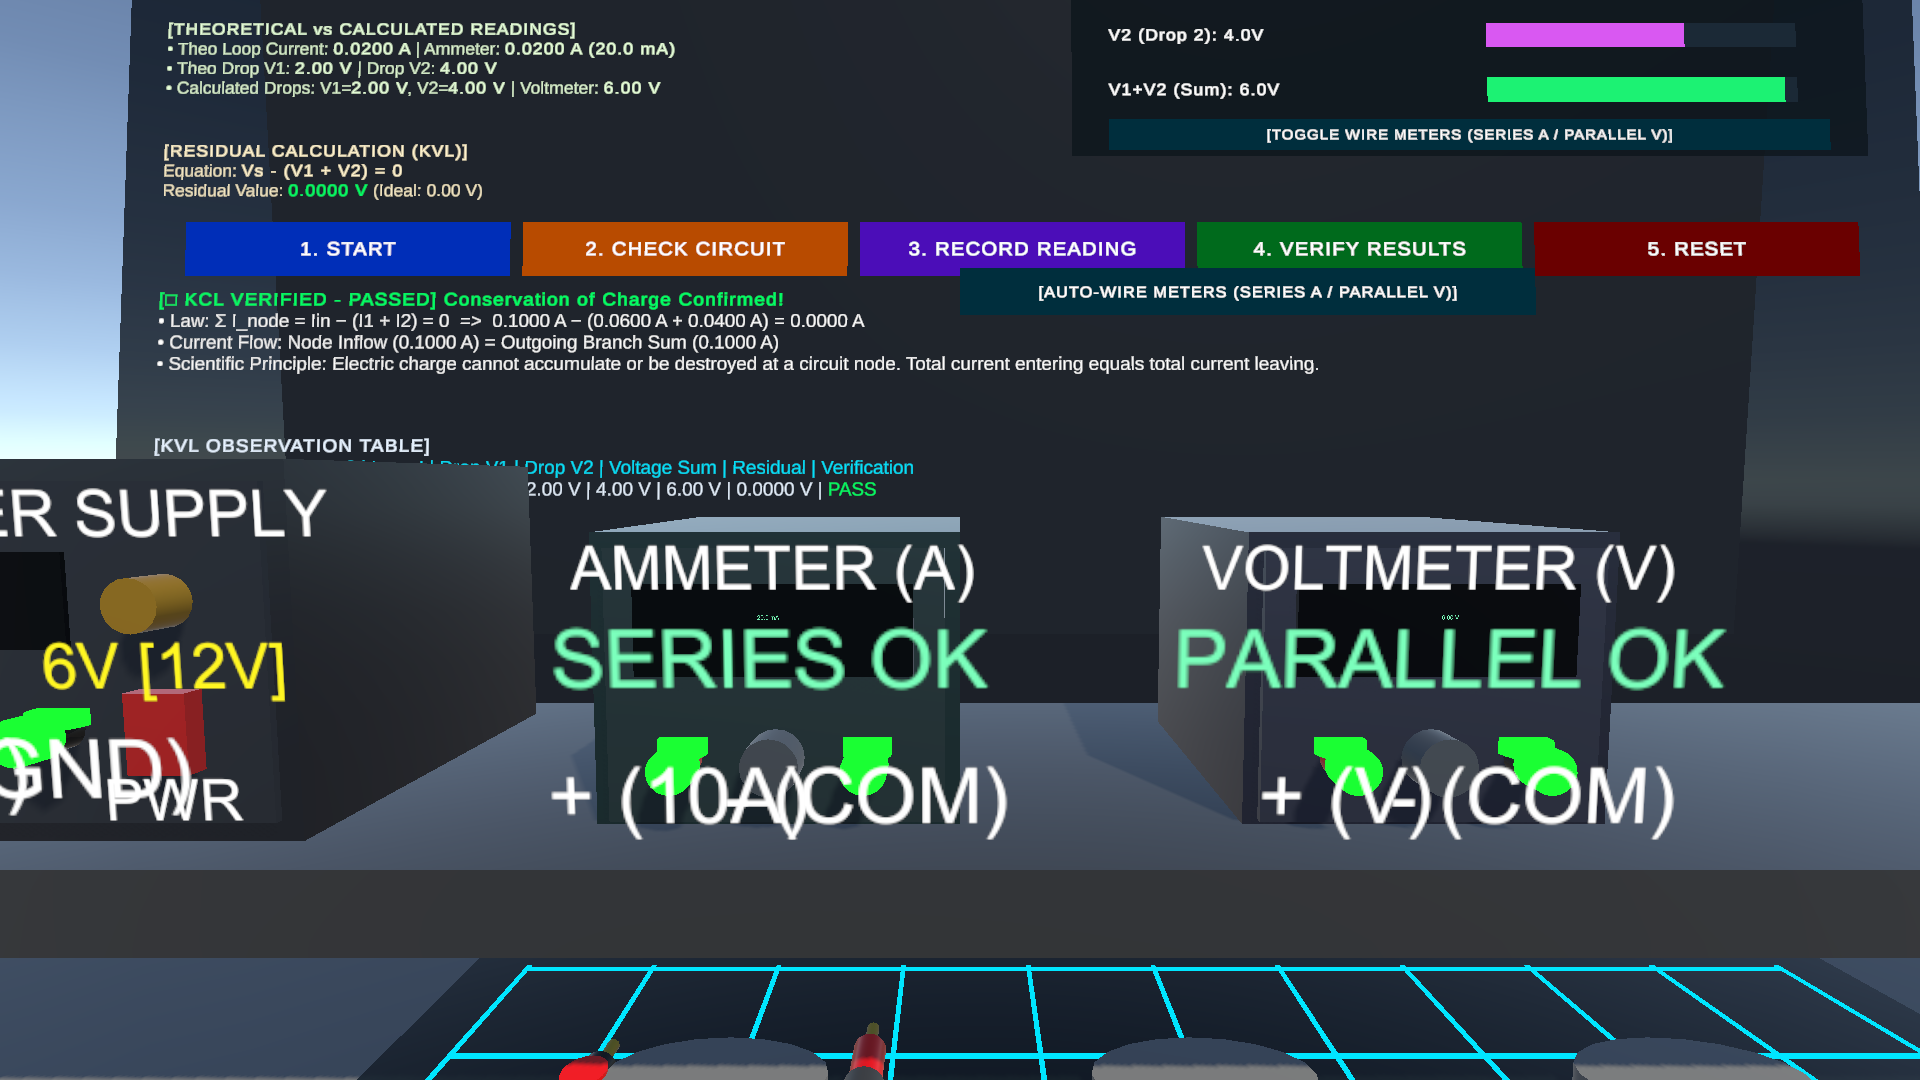 [THEORETICAL vs CALCULATED READINGS]
• Theo Loop Current: 0.0200 A | Ammeter: 0.0200 A (20.0 mA)
• Theo Drop V1: 2.00 V | Drop V2: 4.00 V
• Calculated Drops: V1=2.00 V, V2=4.00 V | Voltmeter: 6.00 V
V2 (Drop 2): 4.0V
V1+V2 (Sum): 6.0V
[TOGGLE WIRE METERS (SERIES A / PARALLEL V)]
[RESIDUAL CALCULATION (KVL)]
Equation: Vs - (V1 + V2) = 0
Residual Value: 0.0000 V (Ideal: 0.00 V)
1. START
2. CHECK CIRCUIT
3. RECORD READING
4. VERIFY RESULTS
5. RESET
[AUTO-WIRE METERS (SERIES A / PARALLEL V)]
[□ KCL VERIFIED - PASSED] Conservation of Charge Confirmed!
• Law: Σ I_node = Iin − (I1 + I2) = 0 => 0.1000 A − (0.0600 A + 0.0400 A) = 0.0000 A
• Current Flow: Node Inflow (0.1000 A) = Outgoing Branch Sum (0.1000 A)
• Scientific Principle: Electric charge cannot accumulate or be destroyed at a circuit node. Total current entering equals total current leaving.
[KVL OBSERVATION TABLE]
| Drop V1 | Drop V2 | Voltage Sum | Residual | Verification
2.00 V | 4.00 V | 6.00 V | 0.0000 V | PASS
ER SUPPLY
6V [12V]
GND)
PWR
AMMETER (A)
20.0 mA
SERIES OK
+ (10A)
- (COM)
VOLTMETER (V)
6.00 V
PARALLEL OK
+ (V)
- (COM)